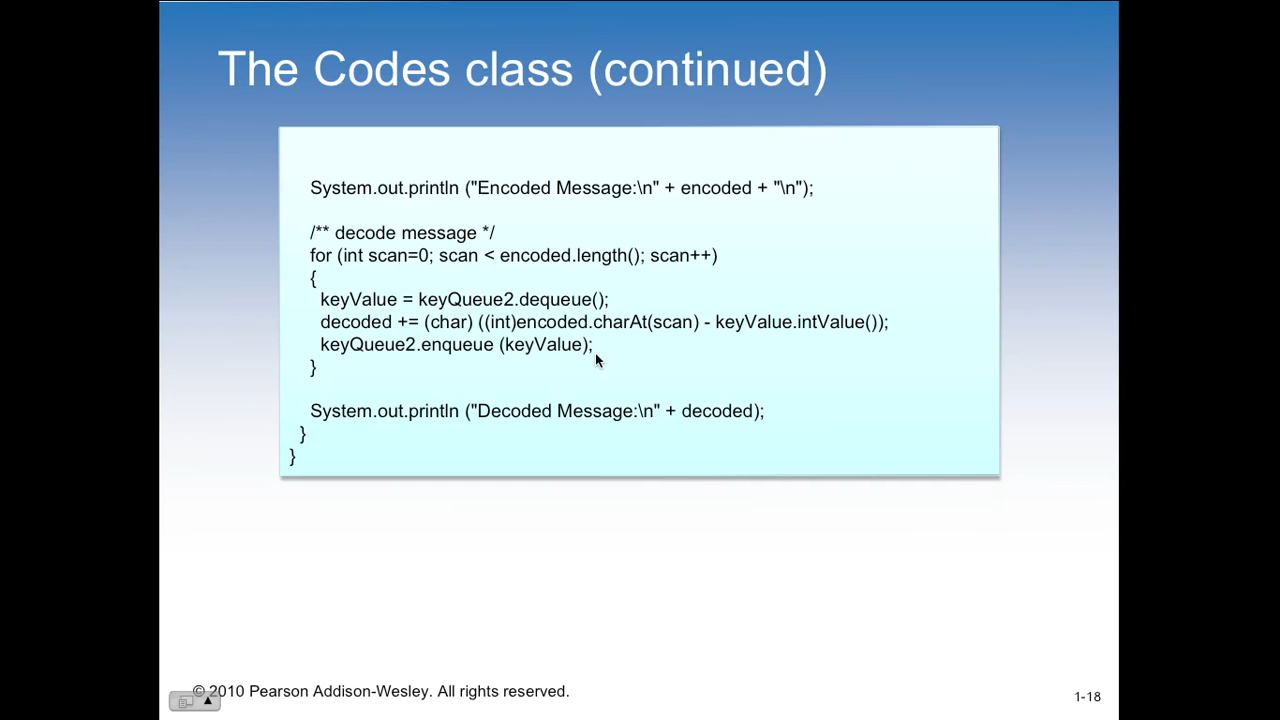 The Codes class (continued)
System.out.println ("Encoded Message:\n" + encoded + "\n");
/** decode message */
for (int scan=0; scan < encoded.length(); scan++)
{
keyValue = keyQueue2.dequeue();
decoded += (char) ((int)encoded.charAt(scan) - keyValue.intValue());
keyQueue2.enqueue (keyValue);
}
System.out.println ("Decoded Message:\n" + decoded);
}
}
© 2010 Pearson Addison-Wesley. All rights reserved.
1-18